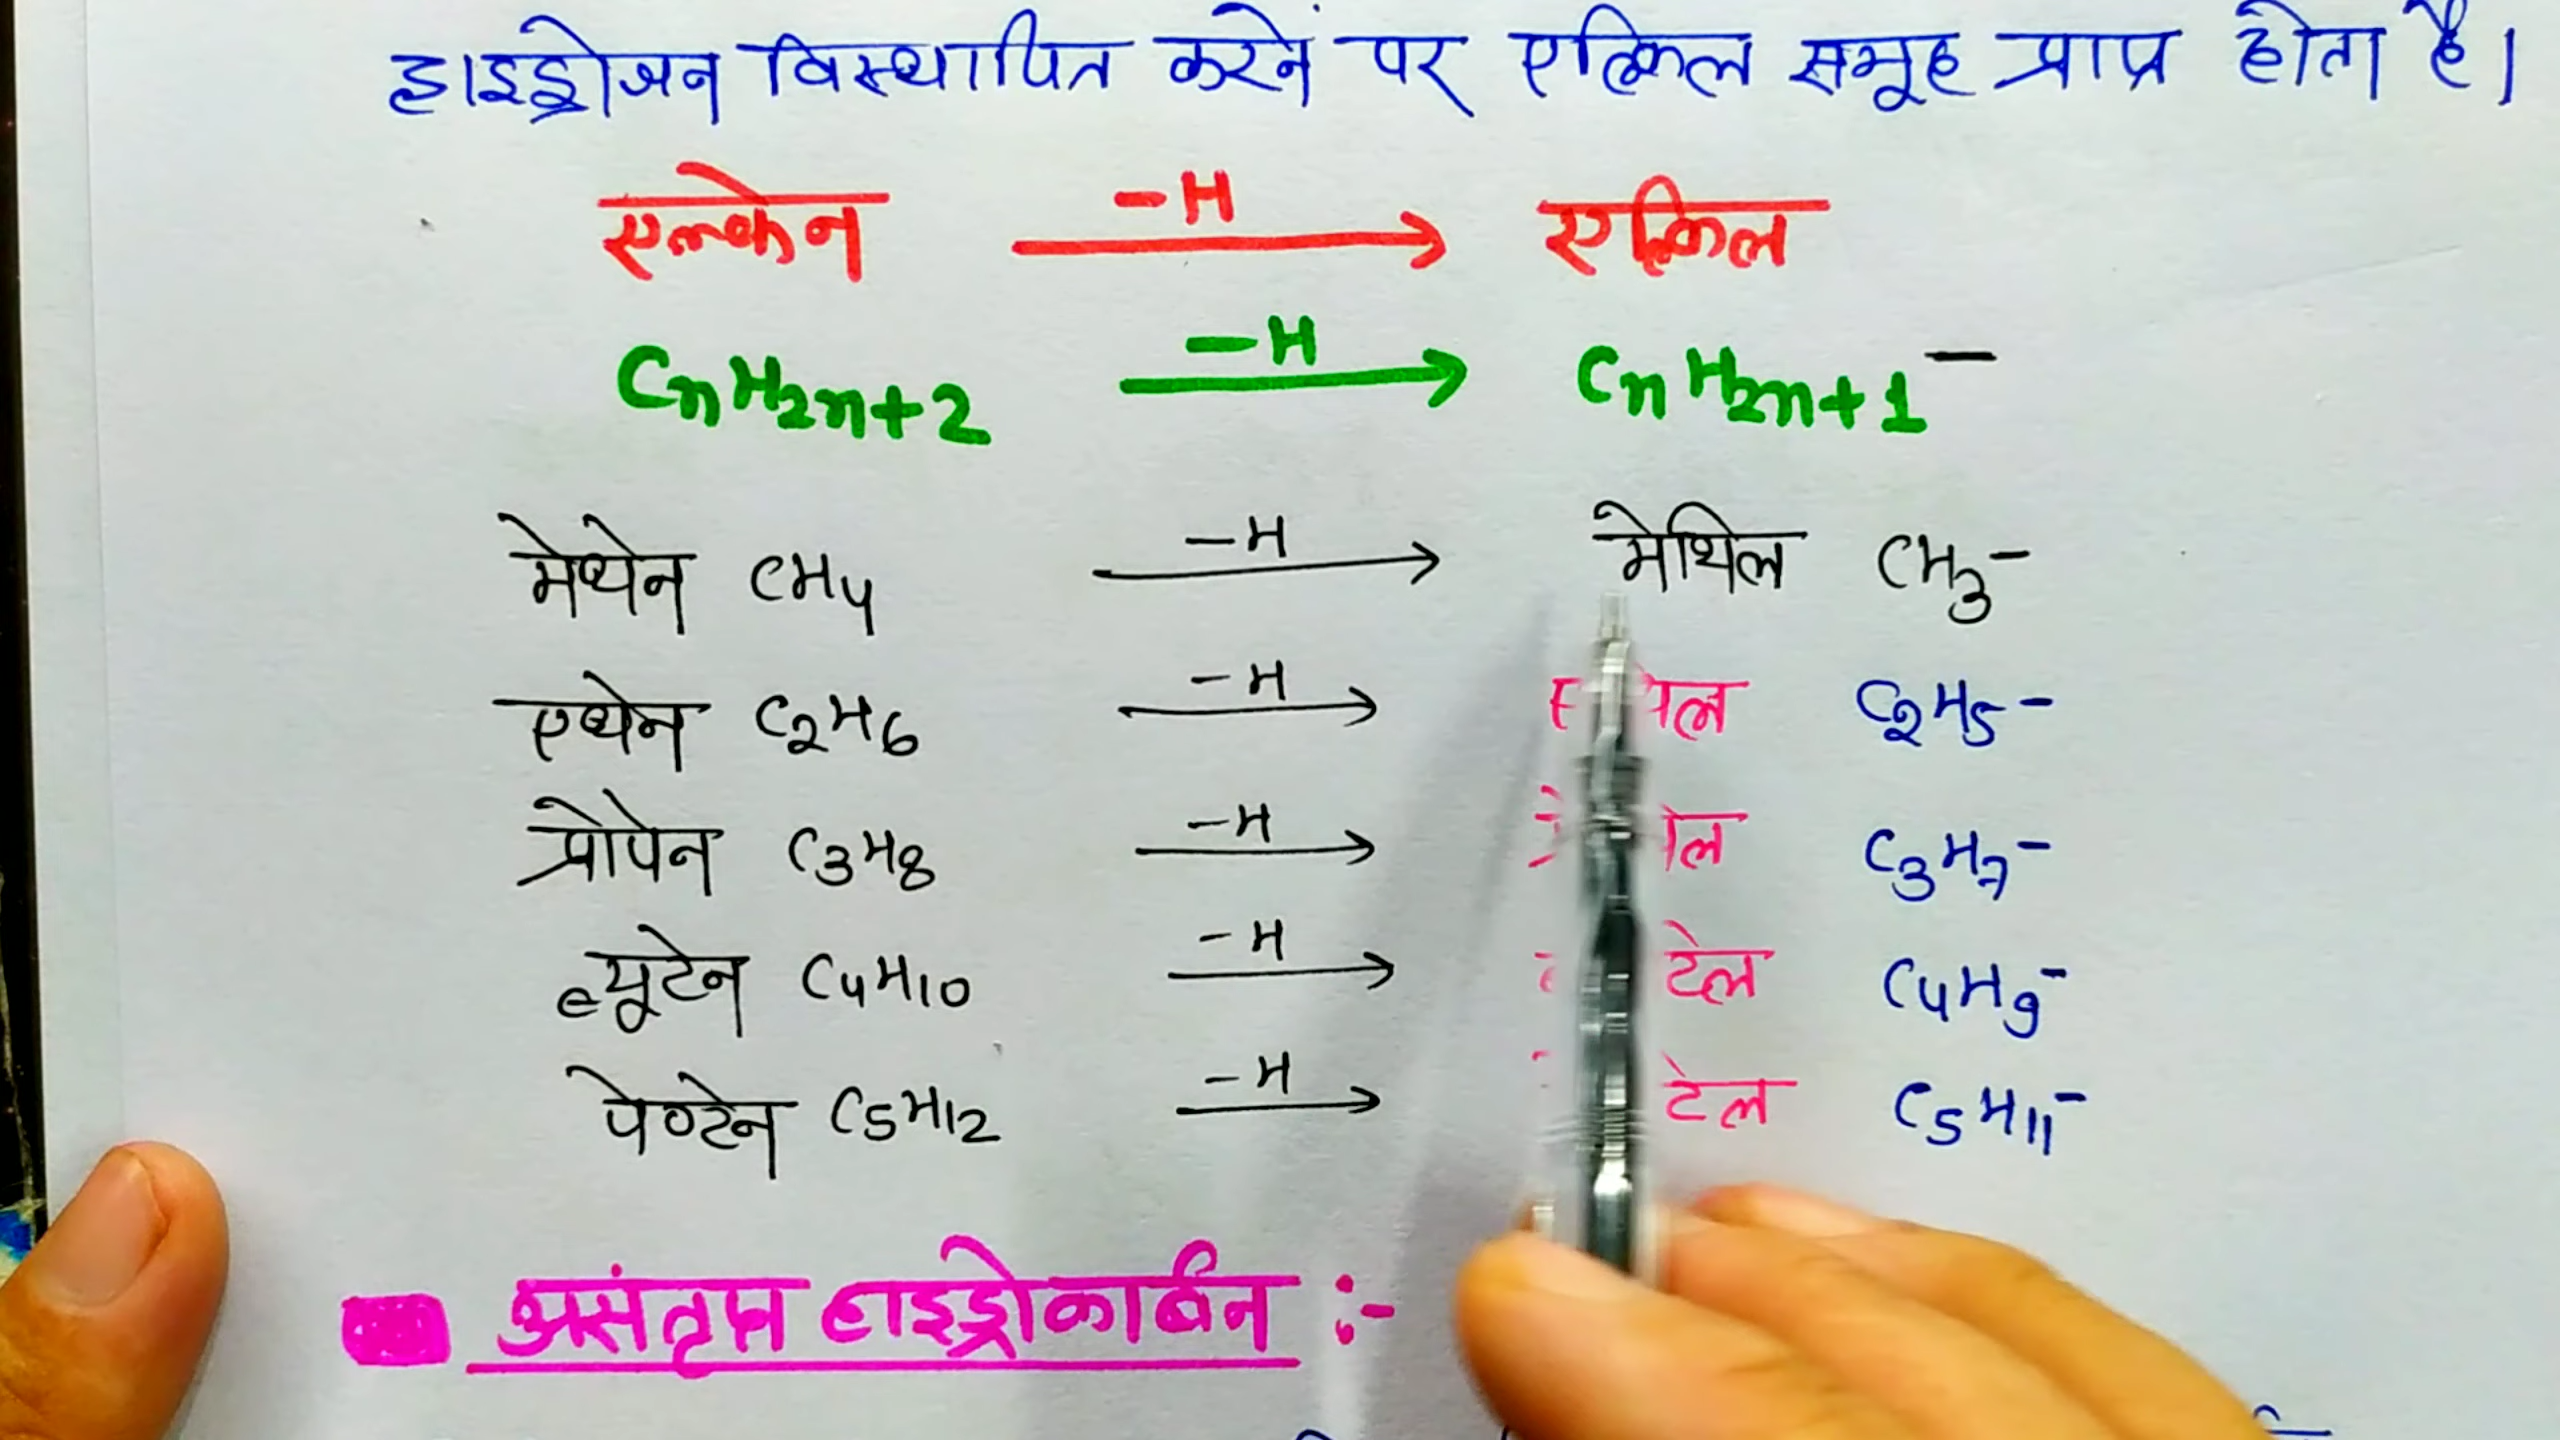 हाइड्रोजन विस्थापित करने पर एल्किल समूह प्राप्त होता है।
एल्केन -H → एल्किल
CnH2n+2 -H → CnH2n+1 -
मेथेन CH4 -H → मेथिल CH3-
एथेन C2H6 -H → C2H5-
प्रोपेन C3H8 -H → C3H7-
ब्यूटेन C4H10 -H → C4H9-
पेण्टेन C5H12 -H → C5H11-
असंतृप्त हाइड्रोकार्बन :-